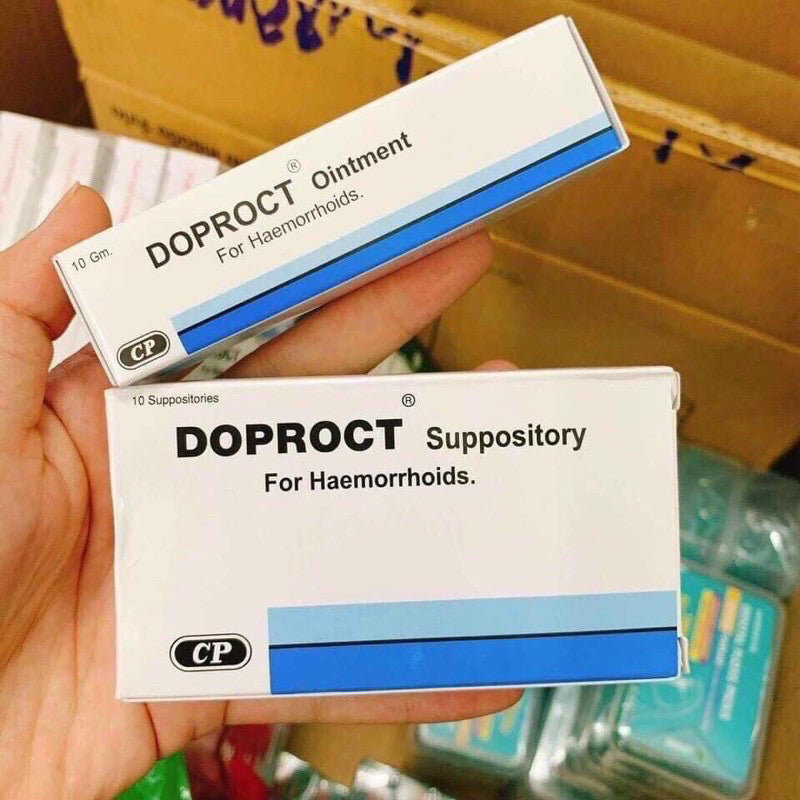 10 Gm.
DOPROCT® Ointment
For Haemorrhoids.
CP
10 Suppositories
DOPROCT® Suppository
For Haemorrhoids.
CP